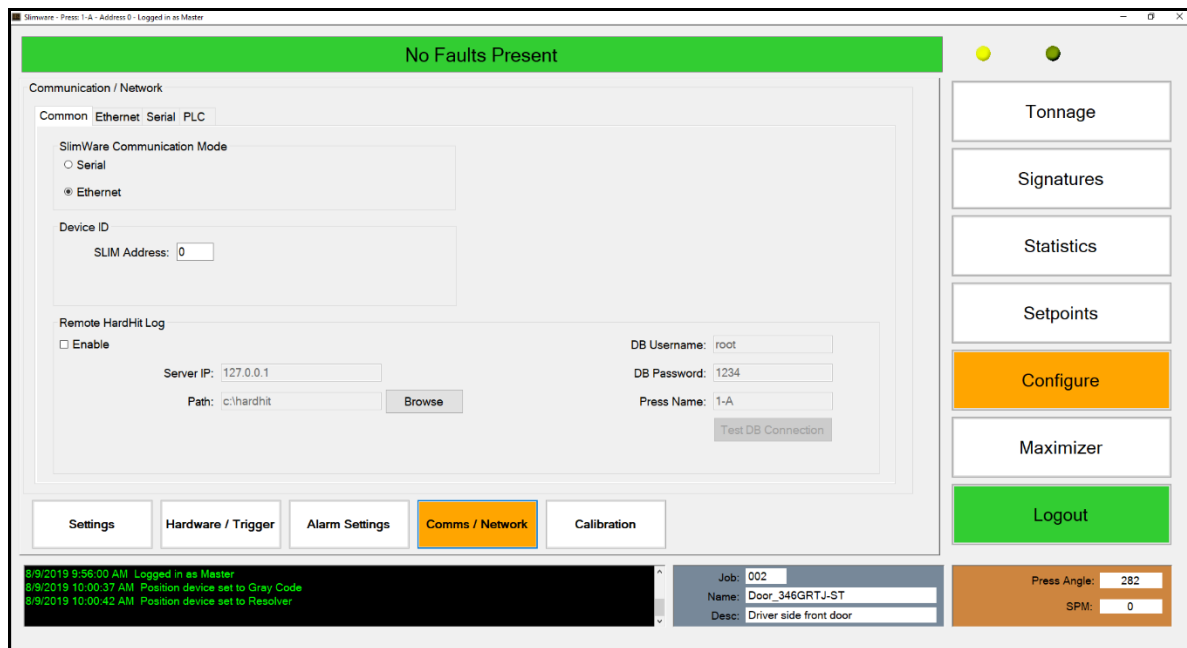 Slimware - Press: 1-A - Address 0 - Logged in as Master
No Faults Present
Communication / Network
Common Ethernet Serial PLC
SlimWare Communication Mode
Serial
Ethernet
Device ID
SLIM Address: 0
Remote HardHit Log
Enable
Server IP: 127.0.0.1
Path: c:\hardhit Browse
DB Username: root
DB Password: 1234
Press Name: 1-A
Test DB Connection
Settings Hardware / Trigger Alarm Settings Comms / Network Calibration
Tonnage
Signatures
Statistics
Setpoints
Configure
Maximizer
Logout
8/9/2019 9:56:00 AM Logged in as Master
8/9/2019 10:00:37 AM Position device set to Gray Code
8/9/2019 10:00:42 AM Position device set to Resolver
Job: 002
Name: Door_346GRTJ-ST
Desc: Driver side front door
Press Angle: 282
SPM: 0